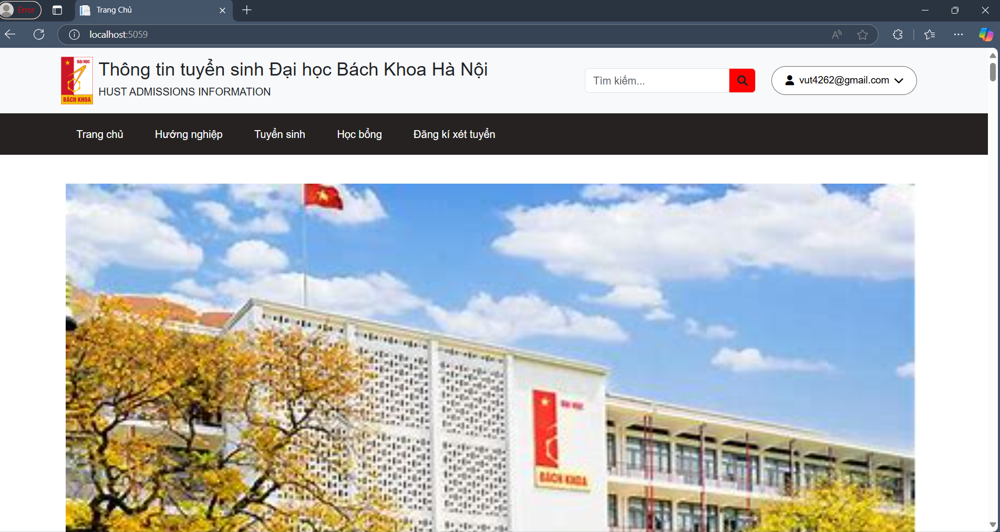 Error
Trang Chủ
localhost:5059
ĐẠI HỌC
BÁCH KHOA
Thông tin tuyển sinh Đại học Bách Khoa Hà Nội
HUST ADMISSIONS INFORMATION
Tìm kiếm...
vut4262@gmail.com
Trang chủ
Hướng nghiệp
Tuyển sinh
Học bổng
Đăng kí xét tuyển
ĐẠI HỌC
BÁCH KHOA